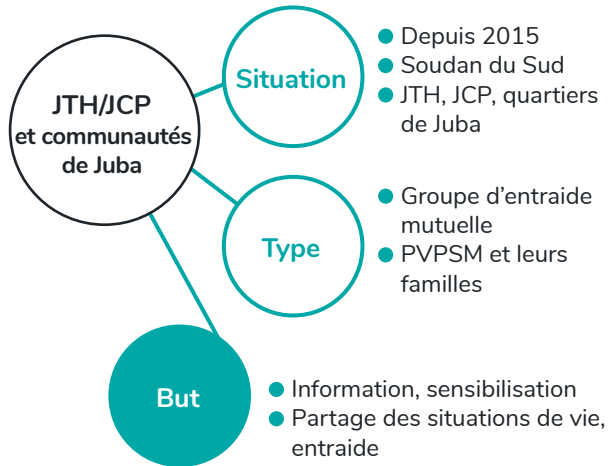 JTH/JCP
et communautés
de Juba
Situation
Depuis 2015
Soudan du Sud
JTH, JCP, quartiers
de Juba
Type
Groupe d'entraide
mutuelle
PVPSM et leurs
familles
But
Information, sensibilisation
Partage des situations de vie,
entraide